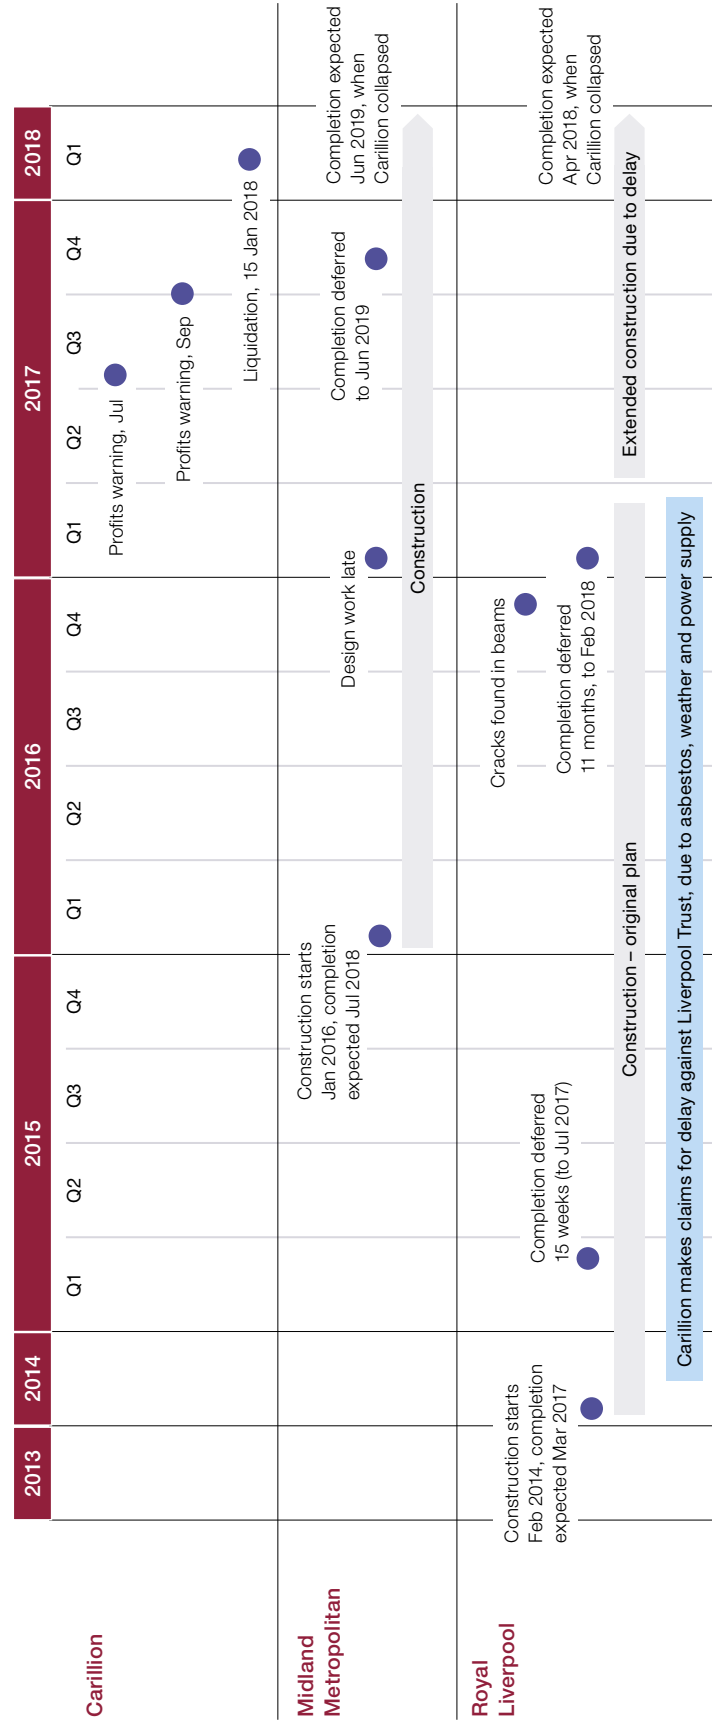 2013
2014
2015
2016
2017
2018
Q1
Q2
Q3
Q4
Q1
Q2
Q3
Q4
Q1
Q2
Q3
Q4
Q1
Carillion
Profits warning, Jul
Profits warning, Sep
Liquidation, 15 Jan 2018
Midland
Metropolitan
Construction starts
Jan 2016, completion
expected Jul 2018
Design work late
Completion deferred
to Jun 2019
Completion expected
Jun 2019, when
Carillion collapsed
Construction
Royal
Liverpool
Construction starts
Feb 2014, completion
expected Mar 2017
Completion deferred
15 weeks (to Jul 2017)
Cracks found in beams
Completion deferred
11 months, to Feb 2018
Completion expected
Apr 2018, when
Carillion collapsed
Construction – original plan
Extended construction due to delay
Carillion makes claims for delay against Liverpool Trust, due to asbestos, weather and power supply